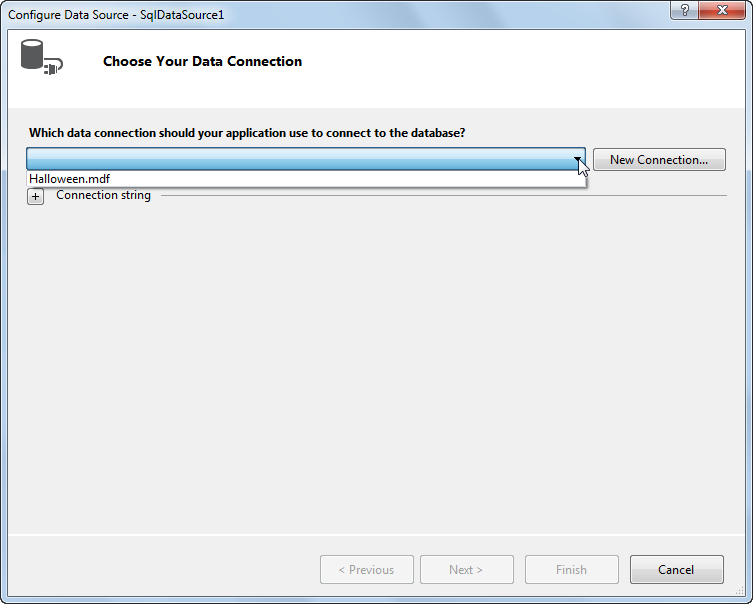 Configure Data Source - SqlDataSource1
?
Choose Your Data Connection
Which data connection should your application use to connect to the database?
New Connection...
Halloween.mdf
+ Connection string
< Previous Next > Finish Cancel